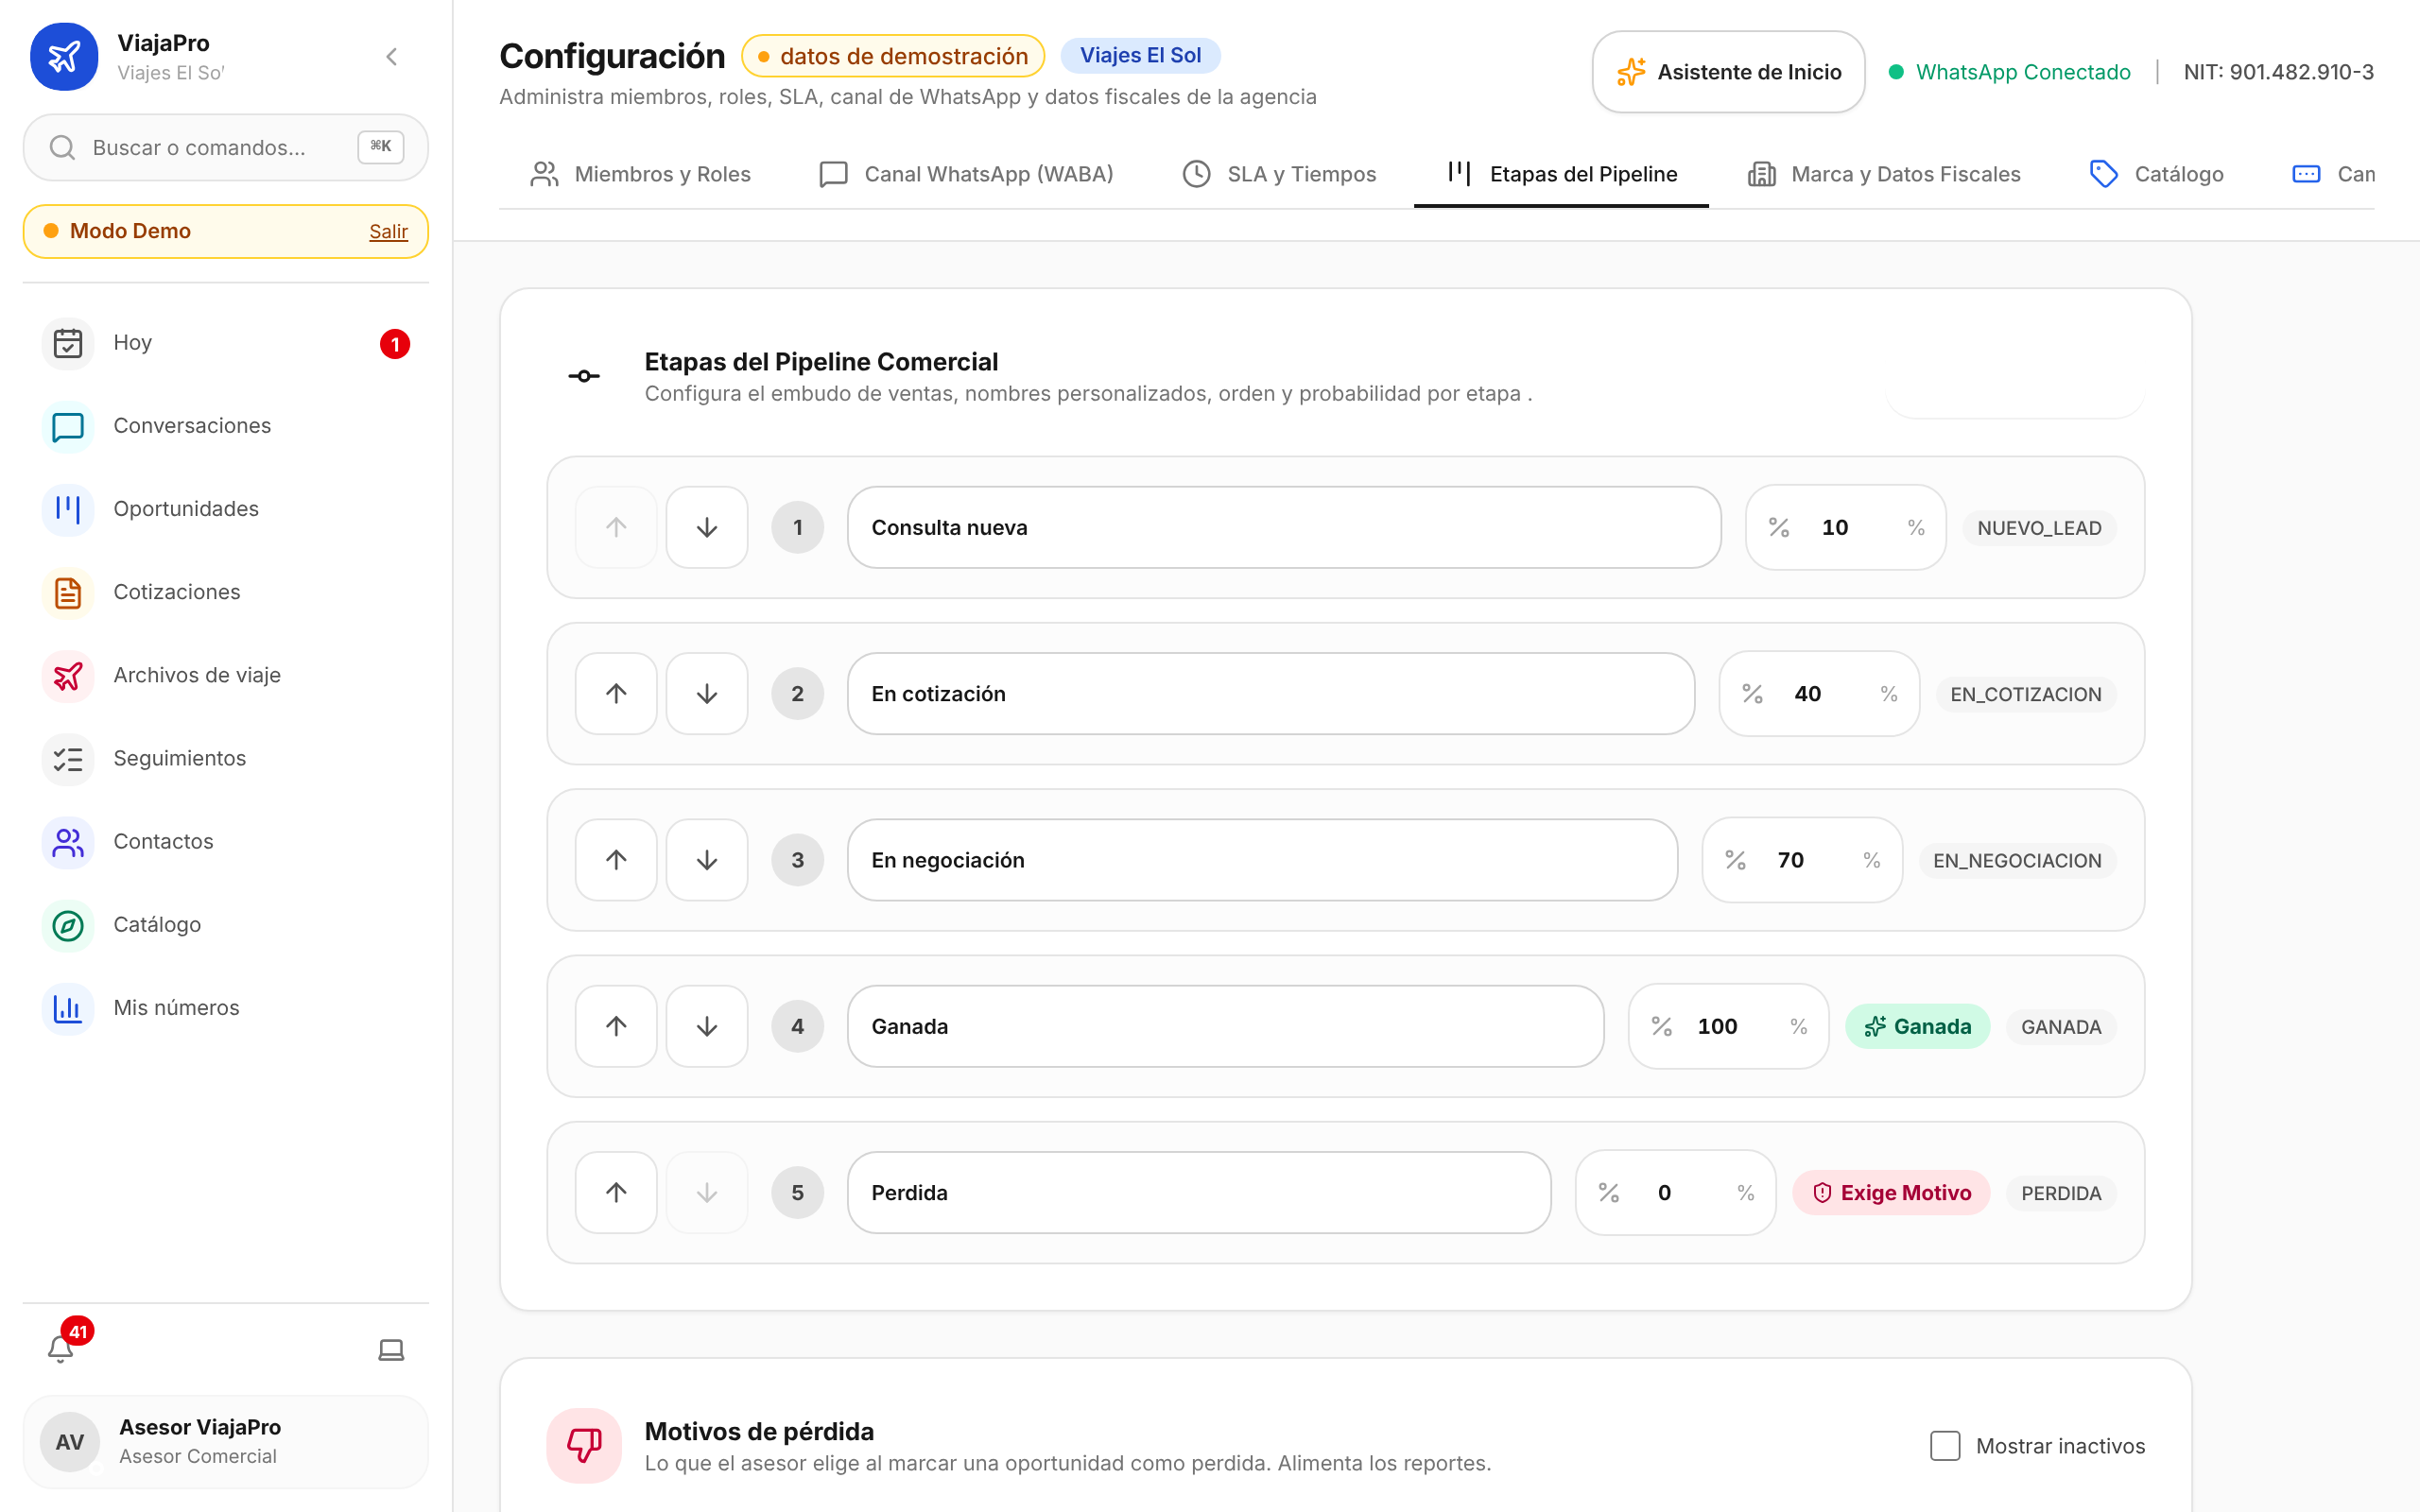 ViajaPro
Viajes El So
Buscar o comandos...
⌘K
Modo Demo
Salir
Hoy
1
Conversaciones
Oportunidades
Cotizaciones
Archivos de viaje
Seguimientos
Contactos
Catálogo
Mis números
41
AV
Asesor ViajaPro
Asesor Comercial
Configuración
datos de demostración
Viajes El Sol
Administra miembros, roles, SLA, canal de WhatsApp y datos fiscales de la agencia
Asistente de Inicio
WhatsApp Conectado
NIT: 901.482.910-3
Miembros y Roles
Canal WhatsApp (WABA)
SLA y Tiempos
Etapas del Pipeline
Marca y Datos Fiscales
Catálogo
Can
Etapas del Pipeline Comercial
Configura el embudo de ventas, nombres personalizados, orden y probabilidad por etapa .
1 Consulta nueva 10 % NUEVO_LEAD
2 En cotización 40 % EN_COTIZACION
3 En negociación 70 % EN_NEGOCIACION
4 Ganada 100 % Ganada GANADA
5 Perdida 0 % Exige Motivo PERDIDA
Motivos de pérdida
Lo que el asesor elige al marcar una oportunidad como perdida. Alimenta los reportes.
Mostrar inactivos